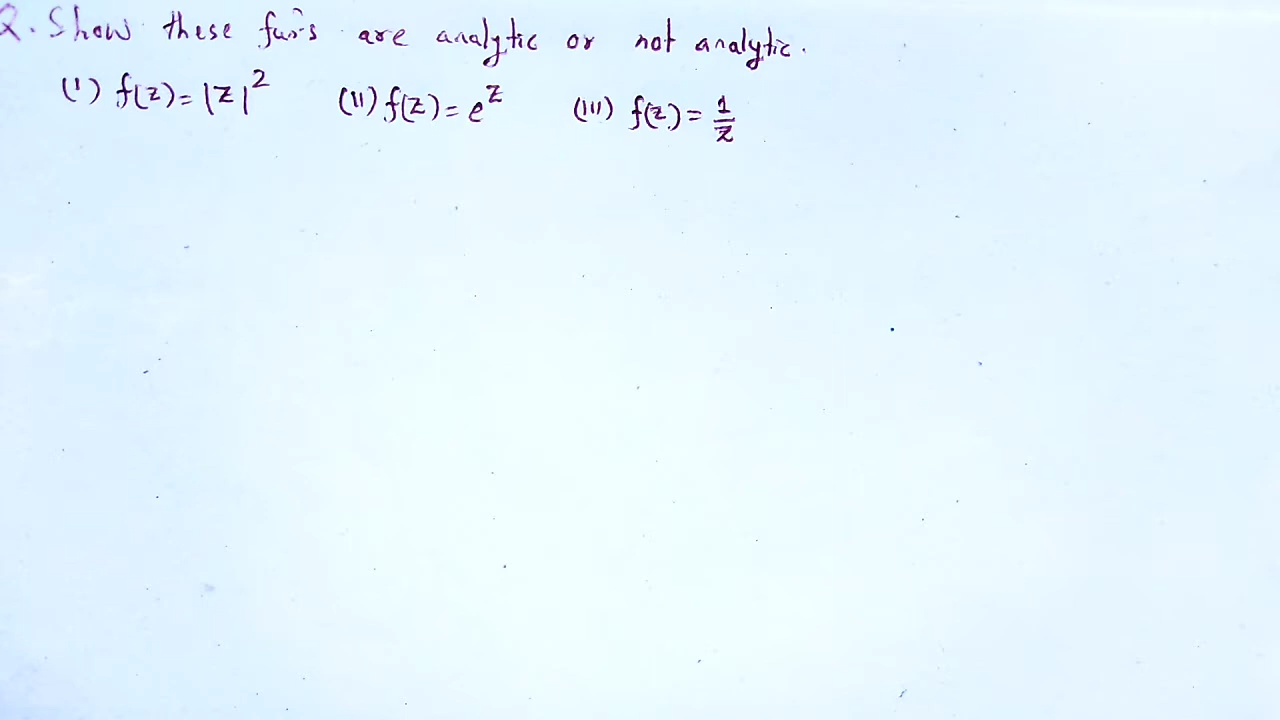 Q. Show these fun's are analytic or not analytic.
(i) f(z) = |z|² (ii) f(z) = e^z (iii) f(z) = 1/z